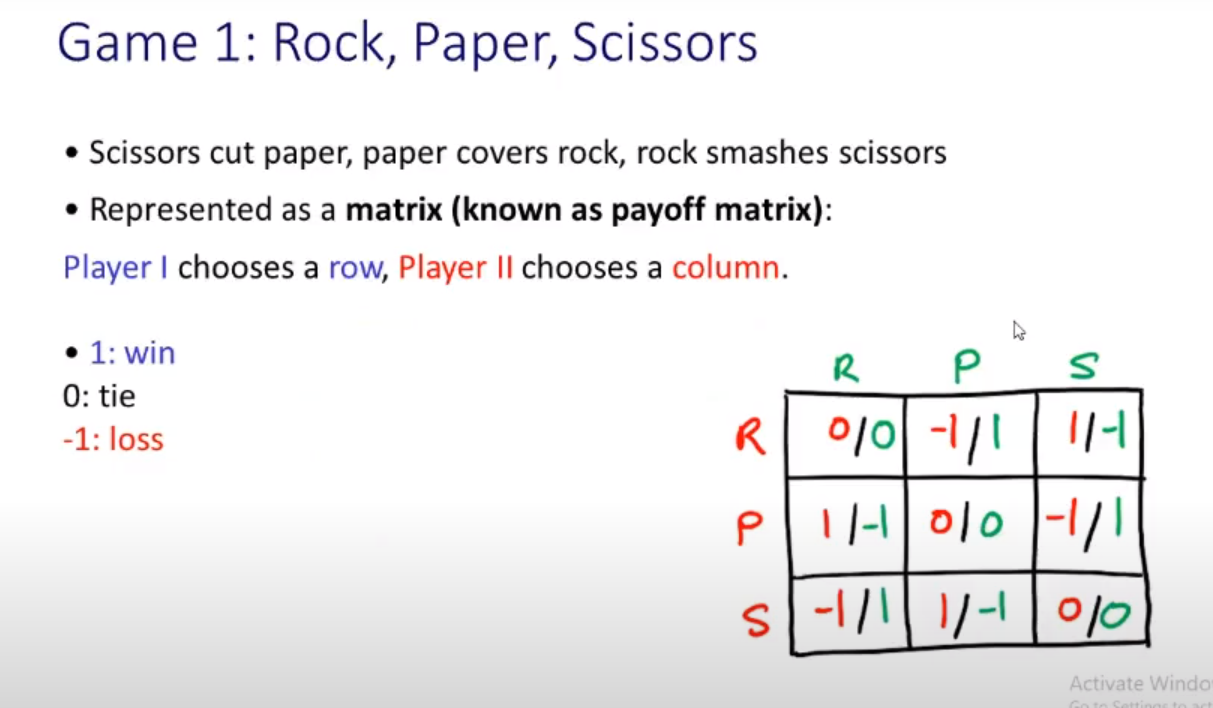 Game 1: Rock, Paper, Scissors
• Scissors cut paper, paper covers rock, rock smashes scissors
• Represented as a matrix (known as payoff matrix):
Player I chooses a row, Player II chooses a column.
• 1: win
0: tie
-1: loss
R P S
R 0/0 -1/1 1/-1
P 1/-1 0/0 -1/1
S -1/1 1/-1 0/0
Activate Windo
Go to Settings to act